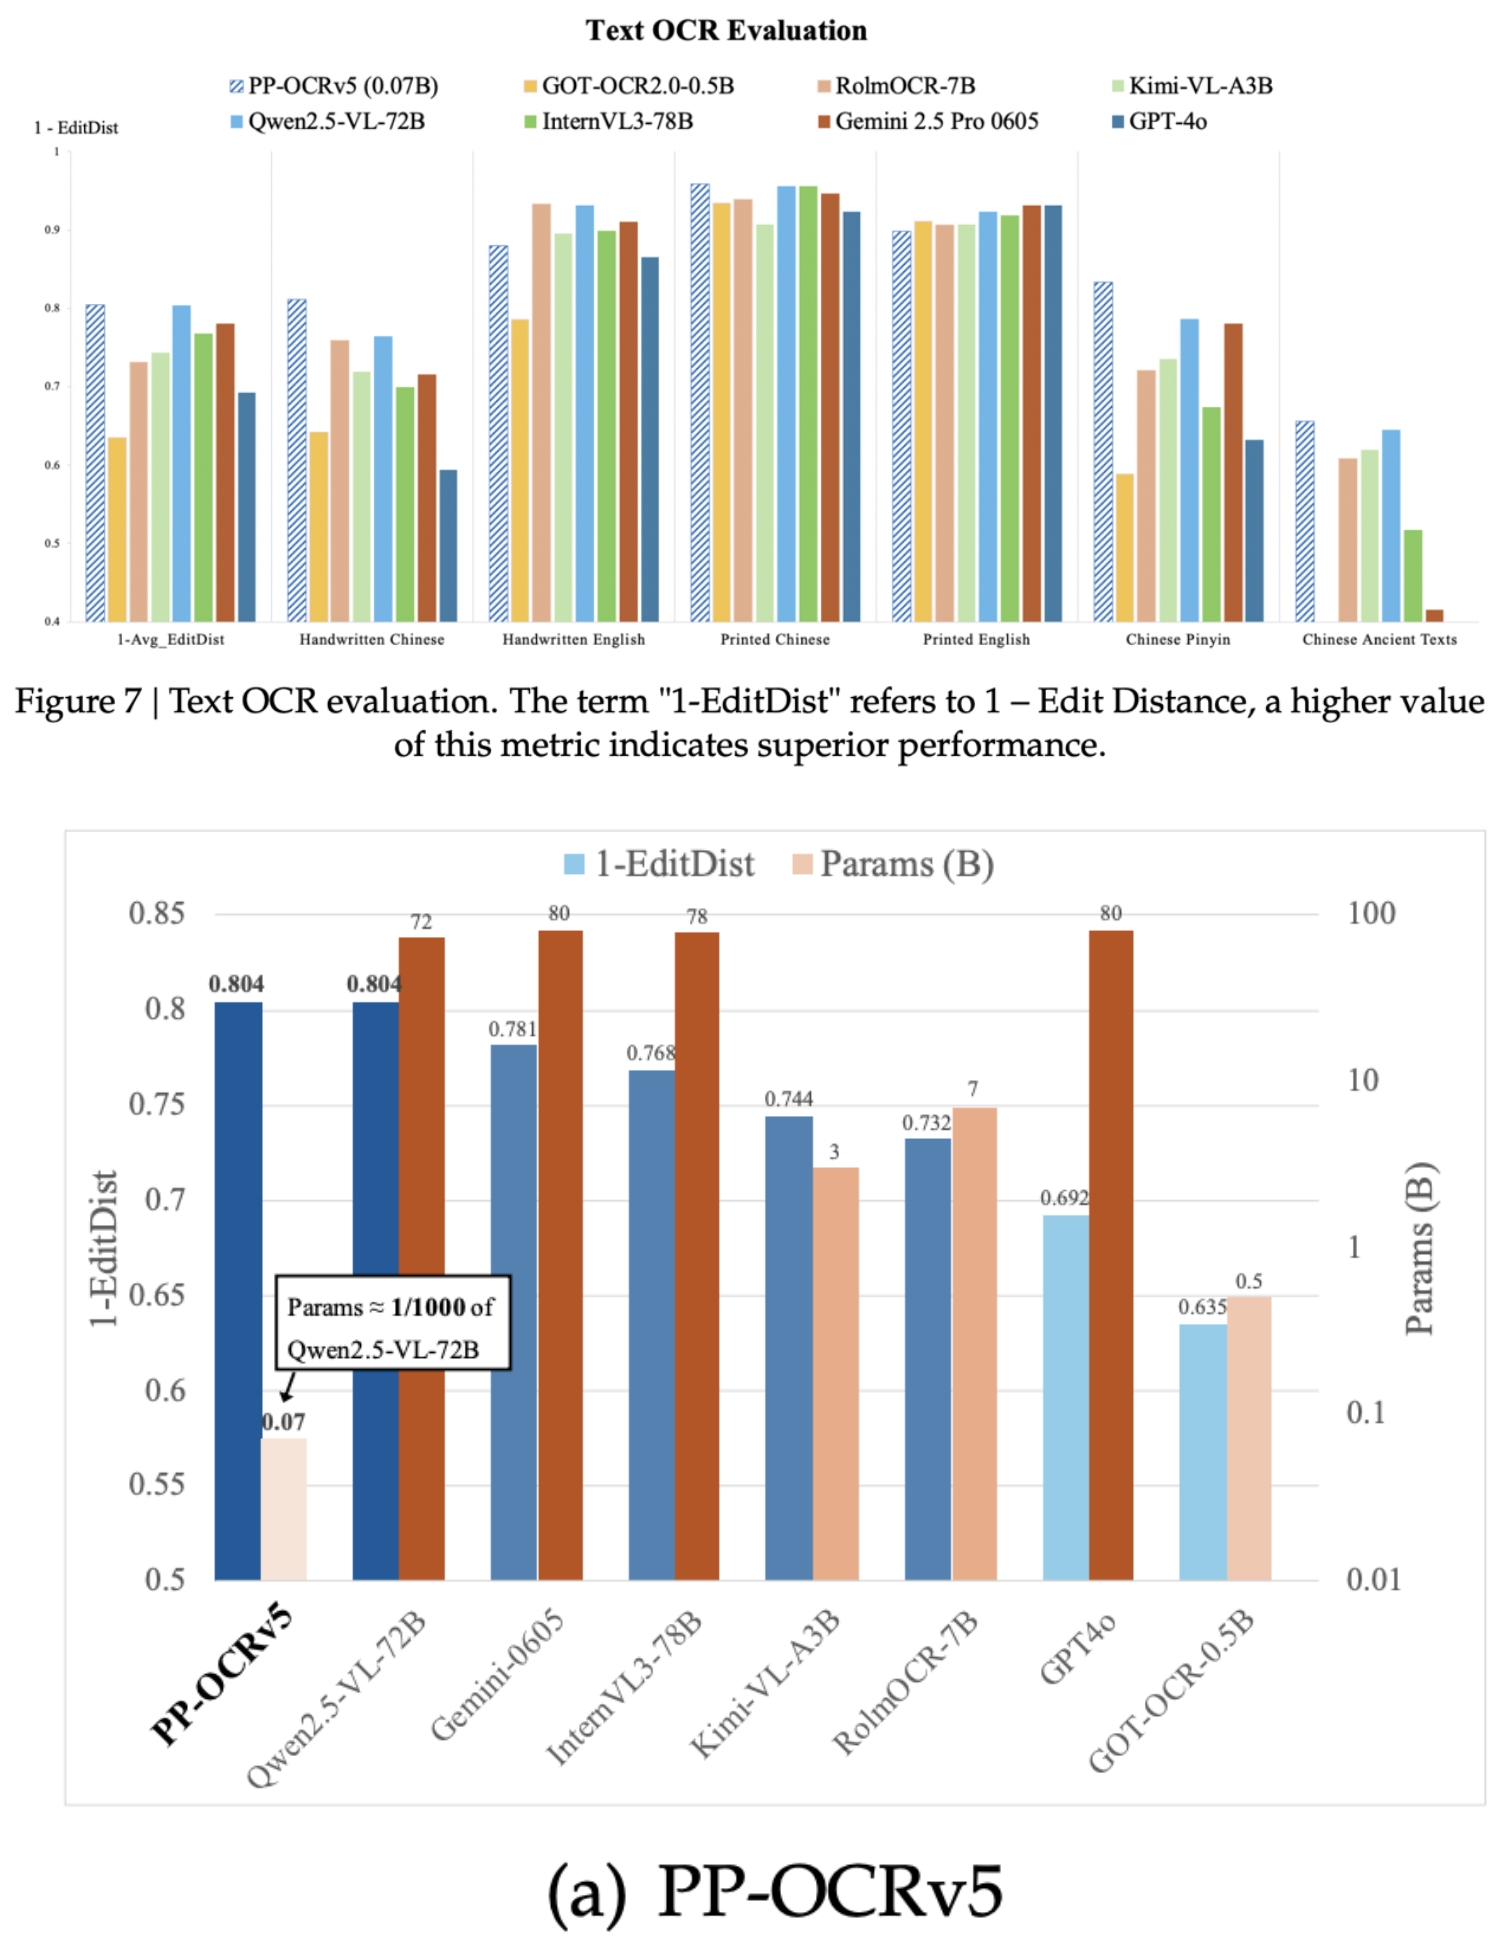 Text OCR Evaluation
PP-OCRv5 (0.07B) GOT-OCR2.0-0.5B RolmOCR-7B Kimi-VL-A3B
Qwen2.5-VL-72B InternVL3-78B Gemini 2.5 Pro 0605 GPT-4o
1 - EditDist
1
0.9
0.8
0.7
0.6
0.5
0.4
1-Avg_EditDist Handwritten Chinese Handwritten English Printed Chinese Printed English Chinese Pinyin Chinese Ancient Texts
Figure 7 | Text OCR evaluation. The term "1-EditDist" refers to 1 – Edit Distance, a higher value
of this metric indicates superior performance.
1-EditDist Params (B)
0.85 72 80 78 80 100
0.804 0.804
0.8
0.781
0.768
10
0.75 0.744 0.732 7
3
0.7 0.692
1
0.65 0.635 0.5
Params ≈ 1/1000 of
Qwen2.5-VL-72B
0.6
0.07 0.1
0.55
0.5 0.01
1-EditDist
Params (B)
PP-OCRv5 Qwen2.5-VL-72B Gemini-0605 InternVL3-78B Kimi-VL-A3B RolmOCR-7B GPT4o GOT-OCR-0.5B
(a) PP-OCRv5